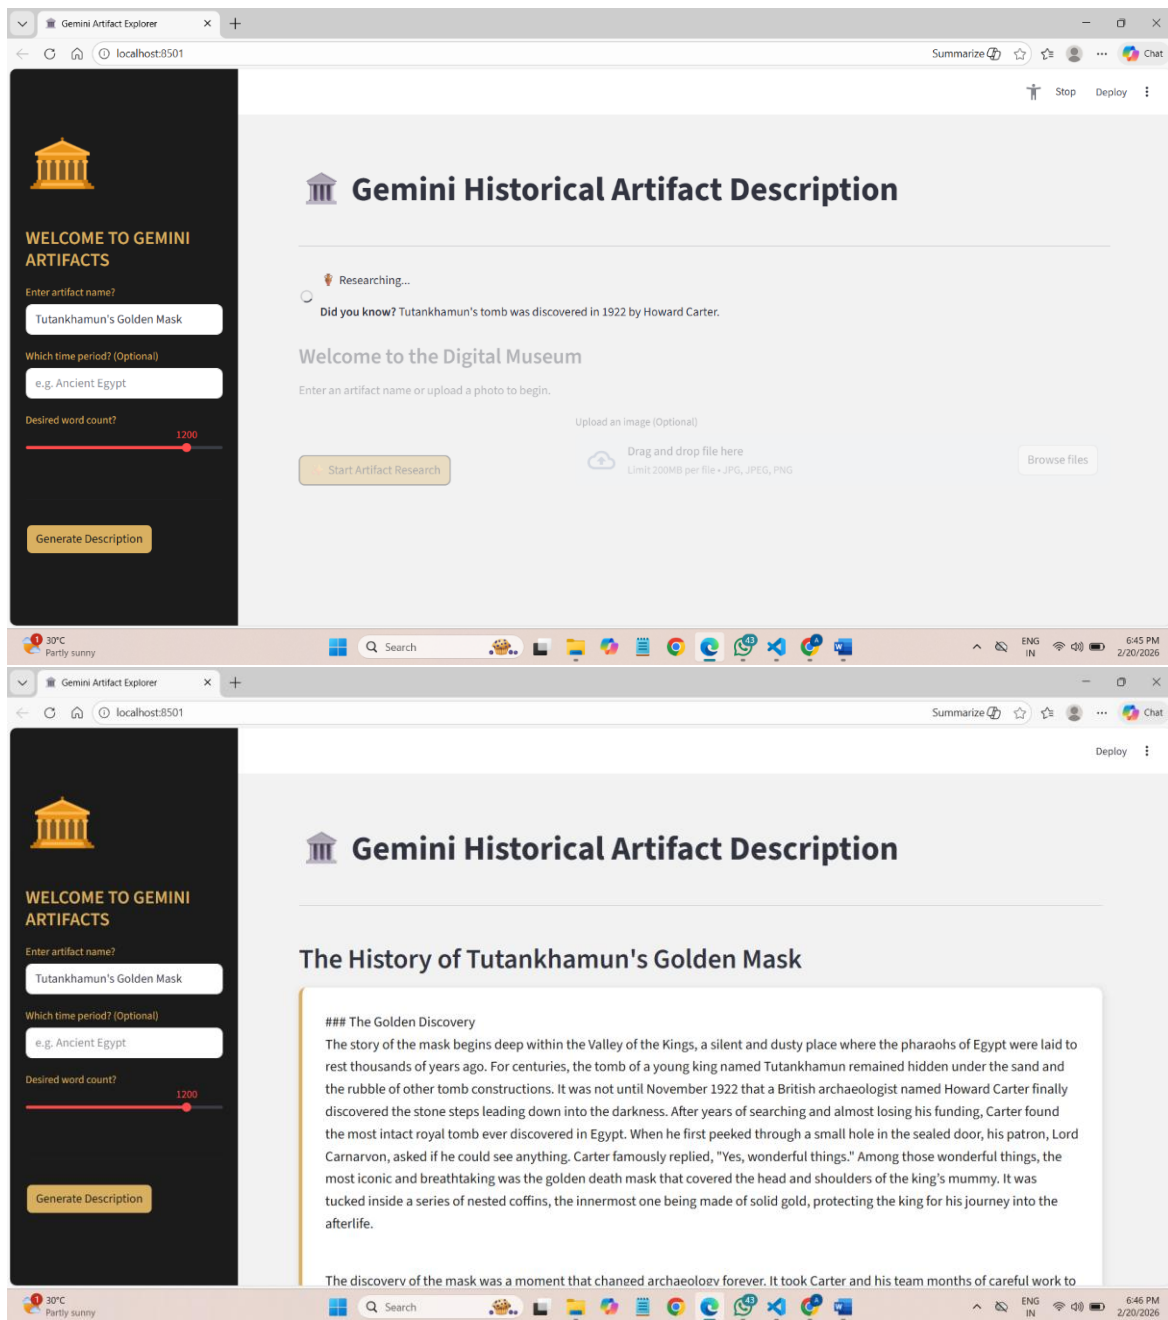 Gemini Artifact Explorer
localhost:8501
Summarize
Chat
Stop
Deploy
WELCOME TO GEMINI
ARTIFACTS
Enter artifact name?
Tutankhamun's Golden Mask
Which time period? (Optional)
e.g. Ancient Egypt
Desired word count?
1200
Generate Description
Gemini Historical Artifact Description
Researching...
Did you know? Tutankhamun's tomb was discovered in 1922 by Howard Carter.
Welcome to the Digital Museum
Enter an artifact name or upload a photo to begin.
Upload an image (Optional)
Start Artifact Research
Drag and drop file here
Limit 200MB per file • JPG, JPEG, PNG
Browse files
1
30°C
Partly sunny
Search
43
ENG
IN
6:45 PM
2/20/2026
Gemini Artifact Explorer
localhost:8501
Summarize
Chat
Deploy
WELCOME TO GEMINI
ARTIFACTS
Enter artifact name?
Tutankhamun's Golden Mask
Which time period? (Optional)
e.g. Ancient Egypt
Desired word count?
1200
Generate Description
Gemini Historical Artifact Description
The History of Tutankhamun's Golden Mask
### The Golden Discovery
The story of the mask begins deep within the Valley of the Kings, a silent and dusty place where the pharaohs of Egypt were laid to
rest thousands of years ago. For centuries, the tomb of a young king named Tutankhamun remained hidden under the sand and
the rubble of other tomb constructions. It was not until November 1922 that a British archaeologist named Howard Carter finally
discovered the stone steps leading down into the darkness. After years of searching and almost losing his funding, Carter found
the most intact royal tomb ever discovered in Egypt. When he first peeked through a small hole in the sealed door, his patron, Lord
Carnarvon, asked if he could see anything. Carter famously replied, "Yes, wonderful things." Among those wonderful things, the
most iconic and breathtaking was the golden death mask that covered the head and shoulders of the king's mummy. It was
tucked inside a series of nested coffins, the innermost one being made of solid gold, protecting the king for his journey into the
afterlife.
The discovery of the mask was a moment that changed archaeology forever. It took Carter and his team months of careful work to
1
30°C
Partly sunny
Search
43
ENG
IN
6:46 PM
2/20/2026